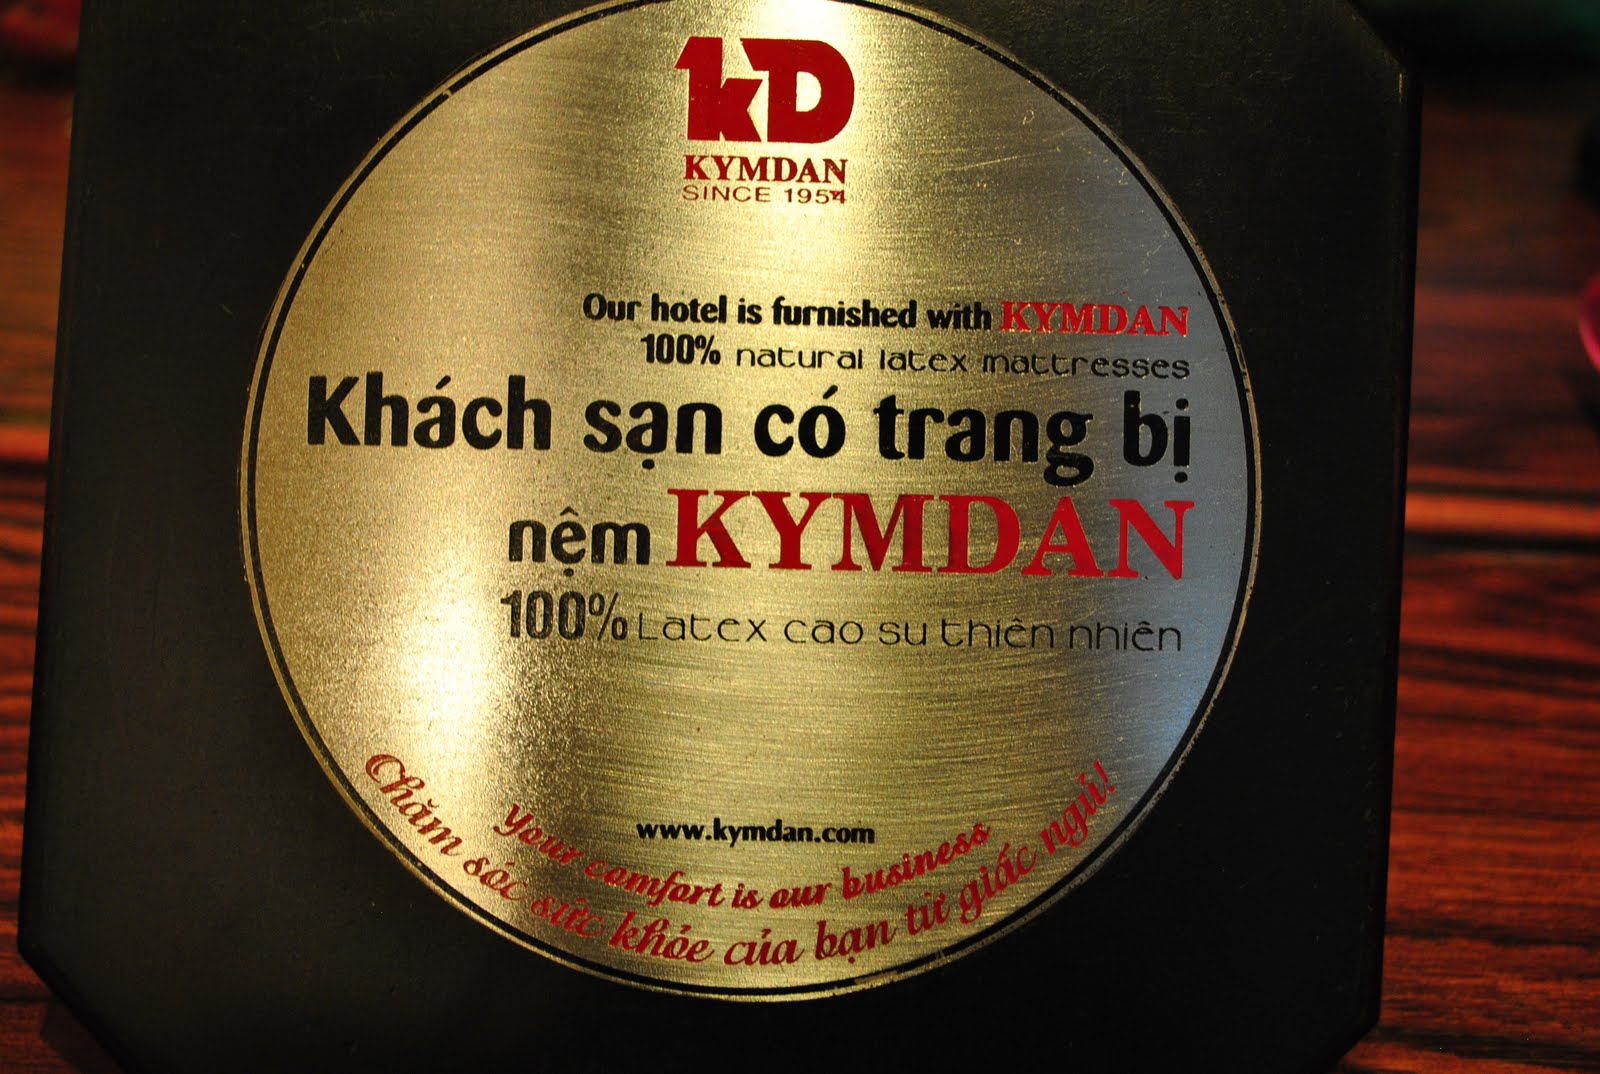 kD
KYMDAN
SINCE 1954
Our hotel is furnished with KYMDAN
100% natural latex mattresses
Khách sạn có trang bị
nệm KYMDAN
100% Latex cao su thiên nhiên
www.kymdan.com
Your comfort is our business
Chăm sóc sức khỏe của bạn từ giấc ngủ!